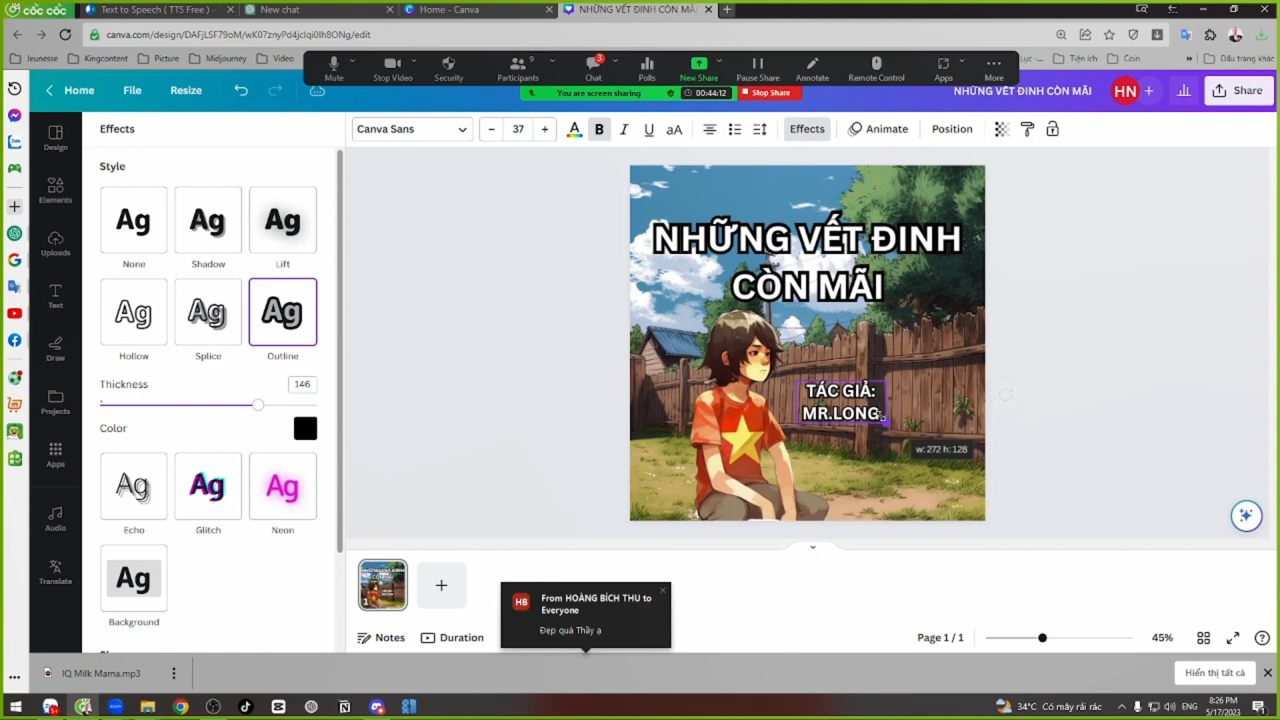 cốc cốc
Text to Speech ( TTS Free ) -
New chat
Home - Canva
NHỮNG VẾT ĐINH CÒN MÃI
canva.com/design/DAFjLSF79oM/wK07znyPd4jclqi0Ih8ONg/edit
Jeunesse
Kingcontent
Picture
Midjourney
Video
Tiện ích
Coin
Dấu trang khác
Mute
Stop Video
Security
Participants
9
Chat
3
Polls
New Share
Pause Share
Annotate
Remote Control
Apps
More
You are screen sharing
00:44:12
Stop Share
Home
File
Resize
NHỮNG VẾT ĐINH CÒN MÃI
HN
Share
Effects
Canva Sans
37
A
B
I
U
aA
Effects
Animate
Position
Design
Elements
Uploads
Text
Draw
Projects
Apps
Audio
Translate
Style
Ag
None
Ag
Shadow
Ag
Lift
Ag
Hollow
Ag
Splice
Ag
Outline
Thickness
146
Color
Ag
Echo
Ag
Glitch
Ag
Neon
Ag
Background
NHỮNG VẾT ĐINH
CÒN MÃI
TÁC GIẢ:
MR.LONG
w: 272 h: 128
1
HB
From HOÀNG BÍCH THU to
Everyone
Đẹp quá Thầy ạ
Notes
Duration
Page 1 / 1
45%
IQ Milk Mama.mp3
Hiển thị tất cả
34°C Có mây rải rác
ENG
8:26 PM
5/17/2023